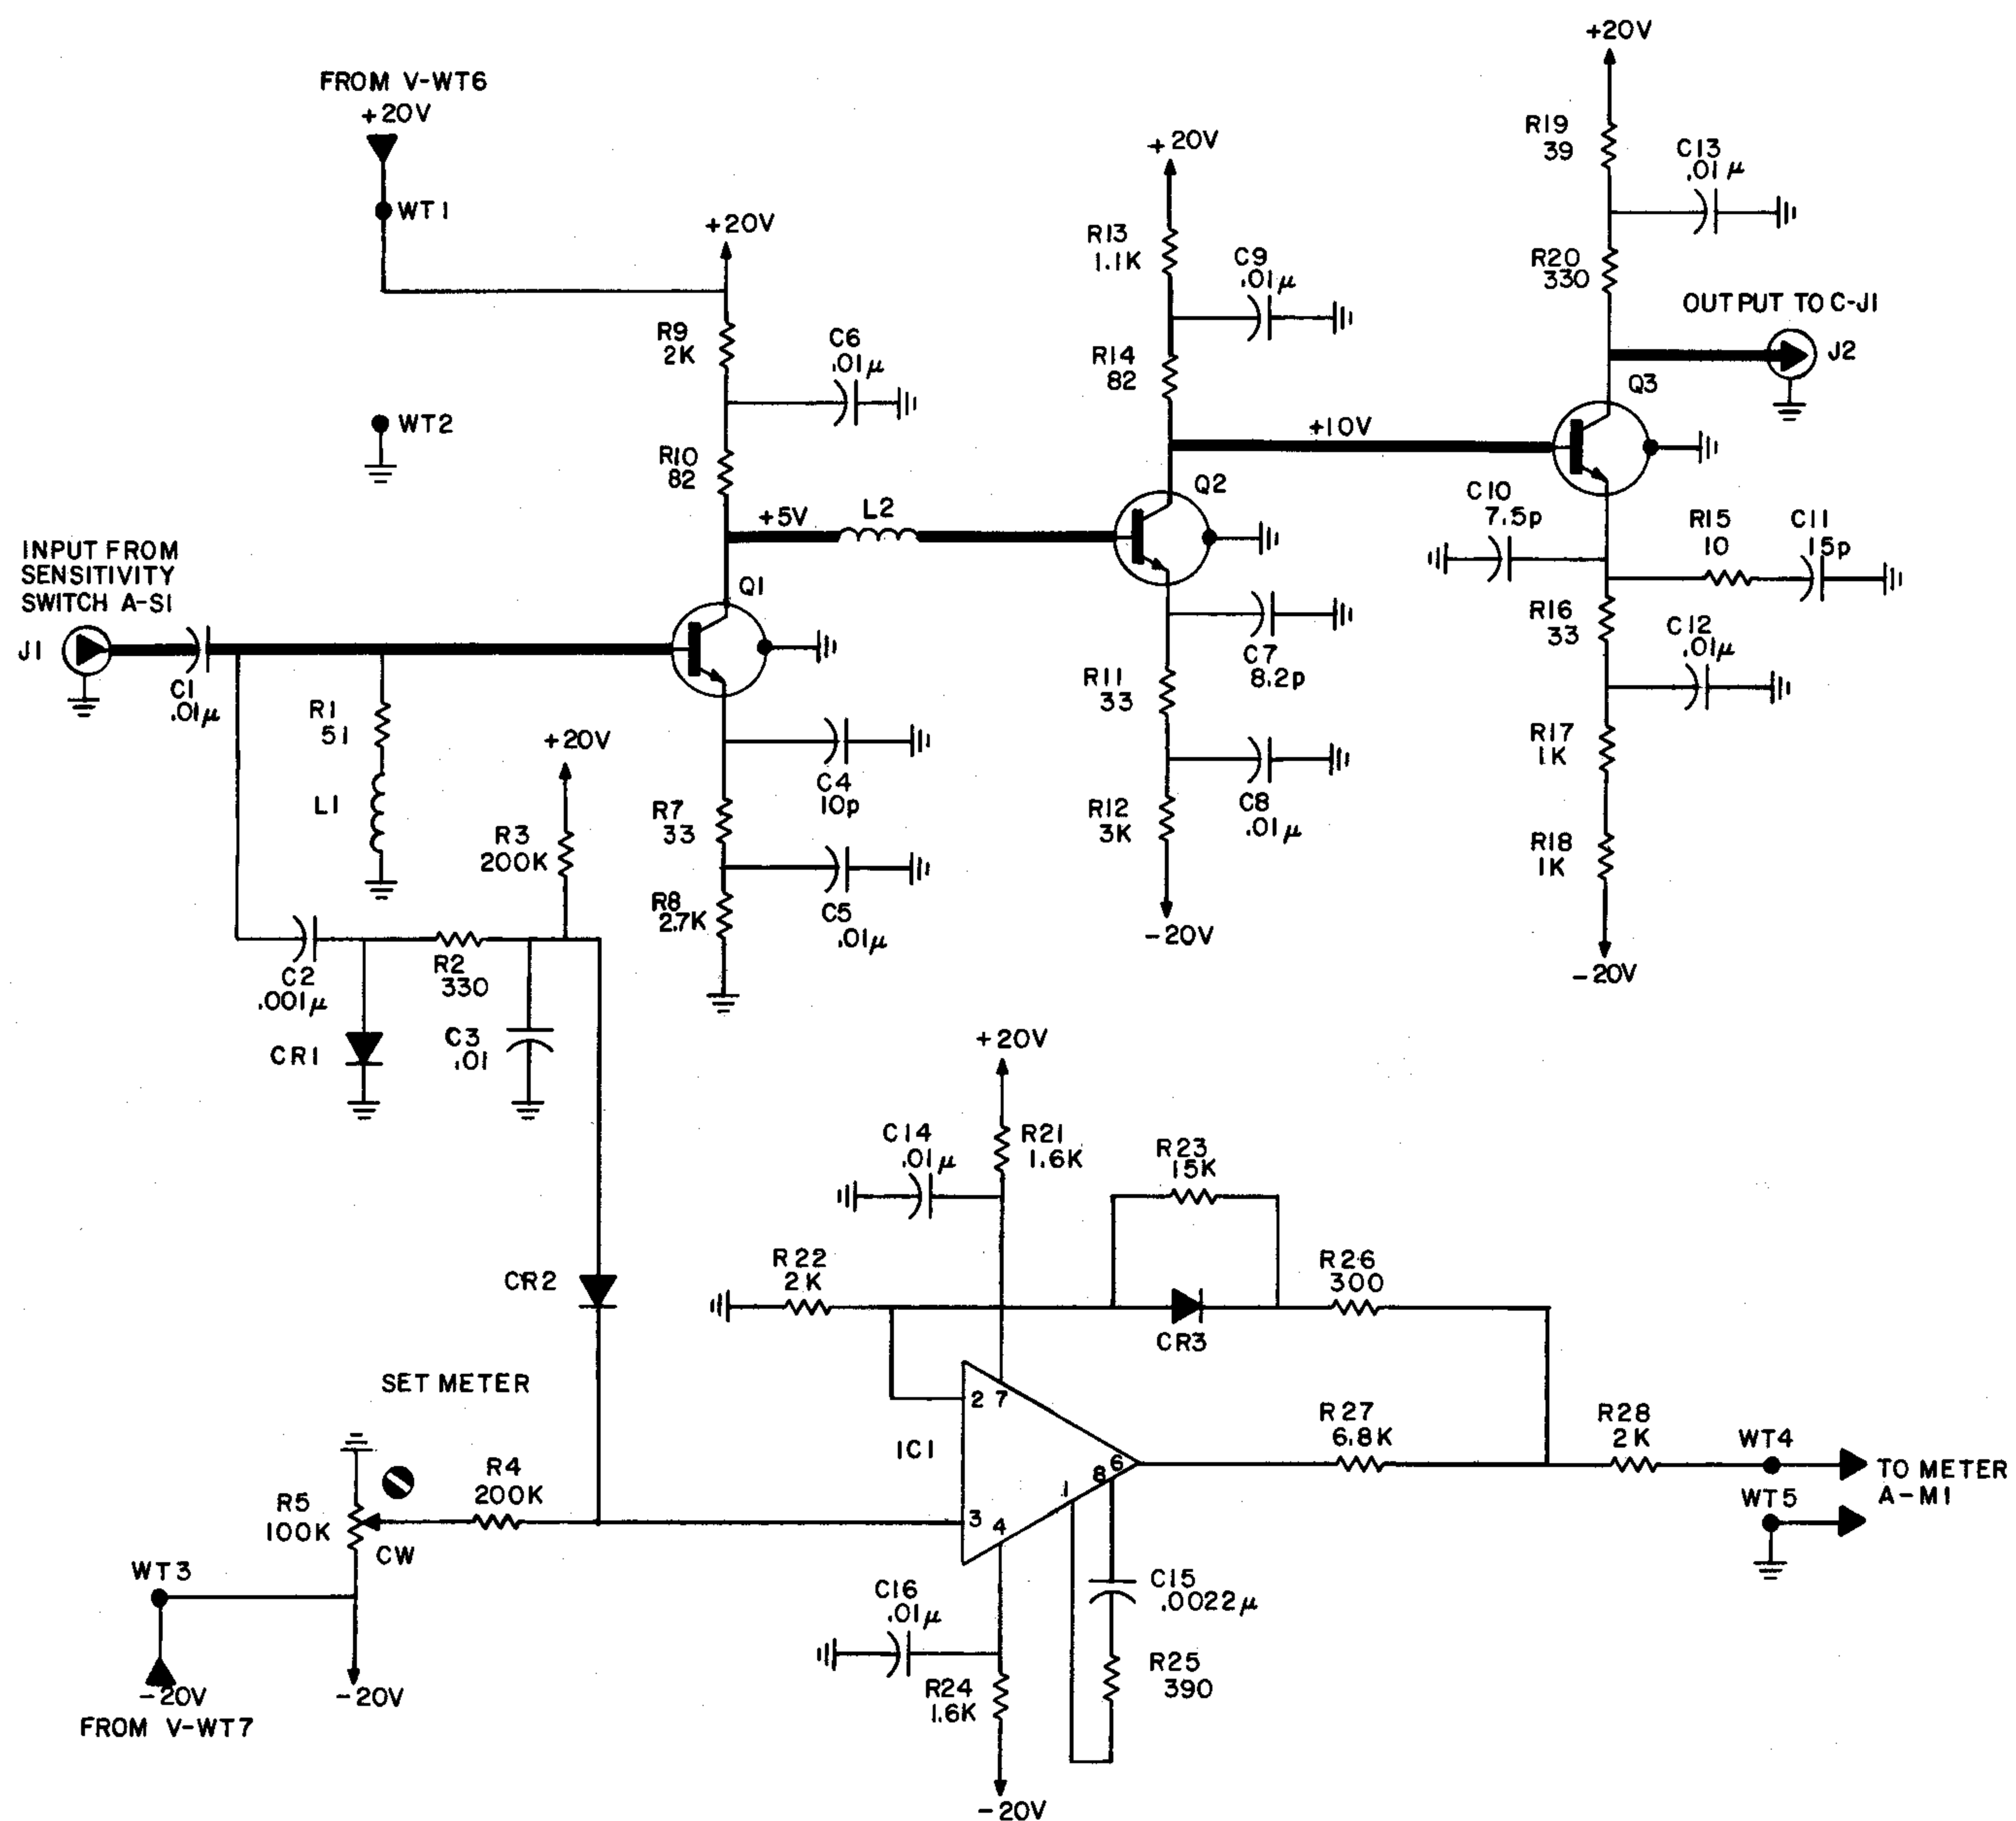 FROM V-WT6
+20V
WT1
WT2
+20V
R9
2K
C6
.01μ
R10
82
+5V
L2
Q1
INPUT FROM
SENSITIVITY
SWITCH A-S1
J1
C1
.01μ
R1
51
L1
C4
10p
R7
33
R8
2.7K
C5
.01μ
+20V
R3
200K
C2
.001μ
R2
330
CR1
C3
.01
+20V
R13
1.1K
C9
.01μ
R14
82
Q2
+10V
C7
8.2p
R11
33
C8
.01μ
R12
3K
-20V
+20V
R19
39
C13
.01μ
R20
330
OUTPUT TO C-J1
J2
Q3
C10
7.5p
R15
10
C11
15p
R16
33
C12
.01μ
R17
1K
R18
1K
-20V
CR2
SET METER
R5
100K
CW
R4
200K
WT3
-20V
FROM V-WT7
-20V
+20V
C14
.01μ
R21
1.6K
R22
2K
R23
15K
CR3
R26
300
IC1
2 7
6
8
1
3
4
R27
6.8K
R28
2K
WT4
WT5
TO METER
A-M1
C16
.01μ
R24
1.6K
C15
.0022μ
R25
390
-20V